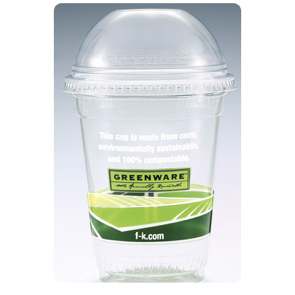 This cup is made from corn,
environmentally sustainable,
and 100% compostable.
GREENWARE
f-k.com